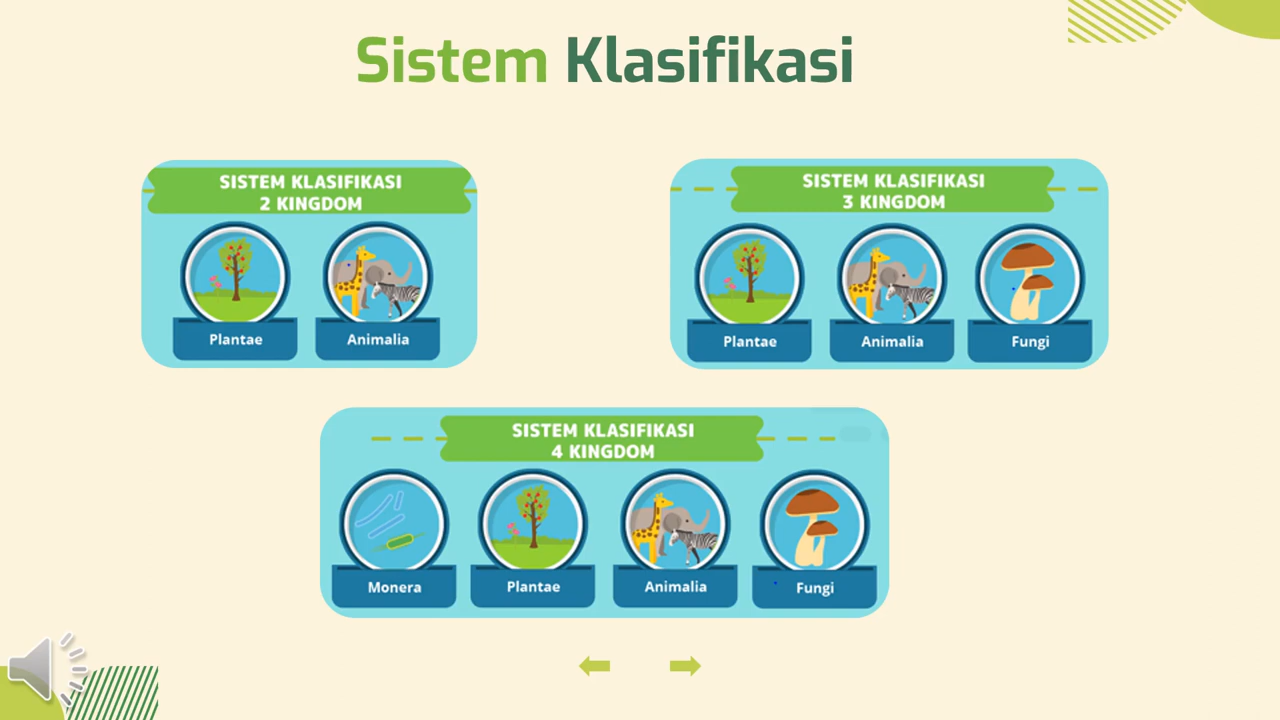 Sistem Klasifikasi
SISTEM KLASIFIKASI
2 KINGDOM
Plantae
Animalia
SISTEM KLASIFIKASI
3 KINGDOM
Plantae
Animalia
Fungi
SISTEM KLASIFIKASI
4 KINGDOM
Monera
Plantae
Animalia
Fungi